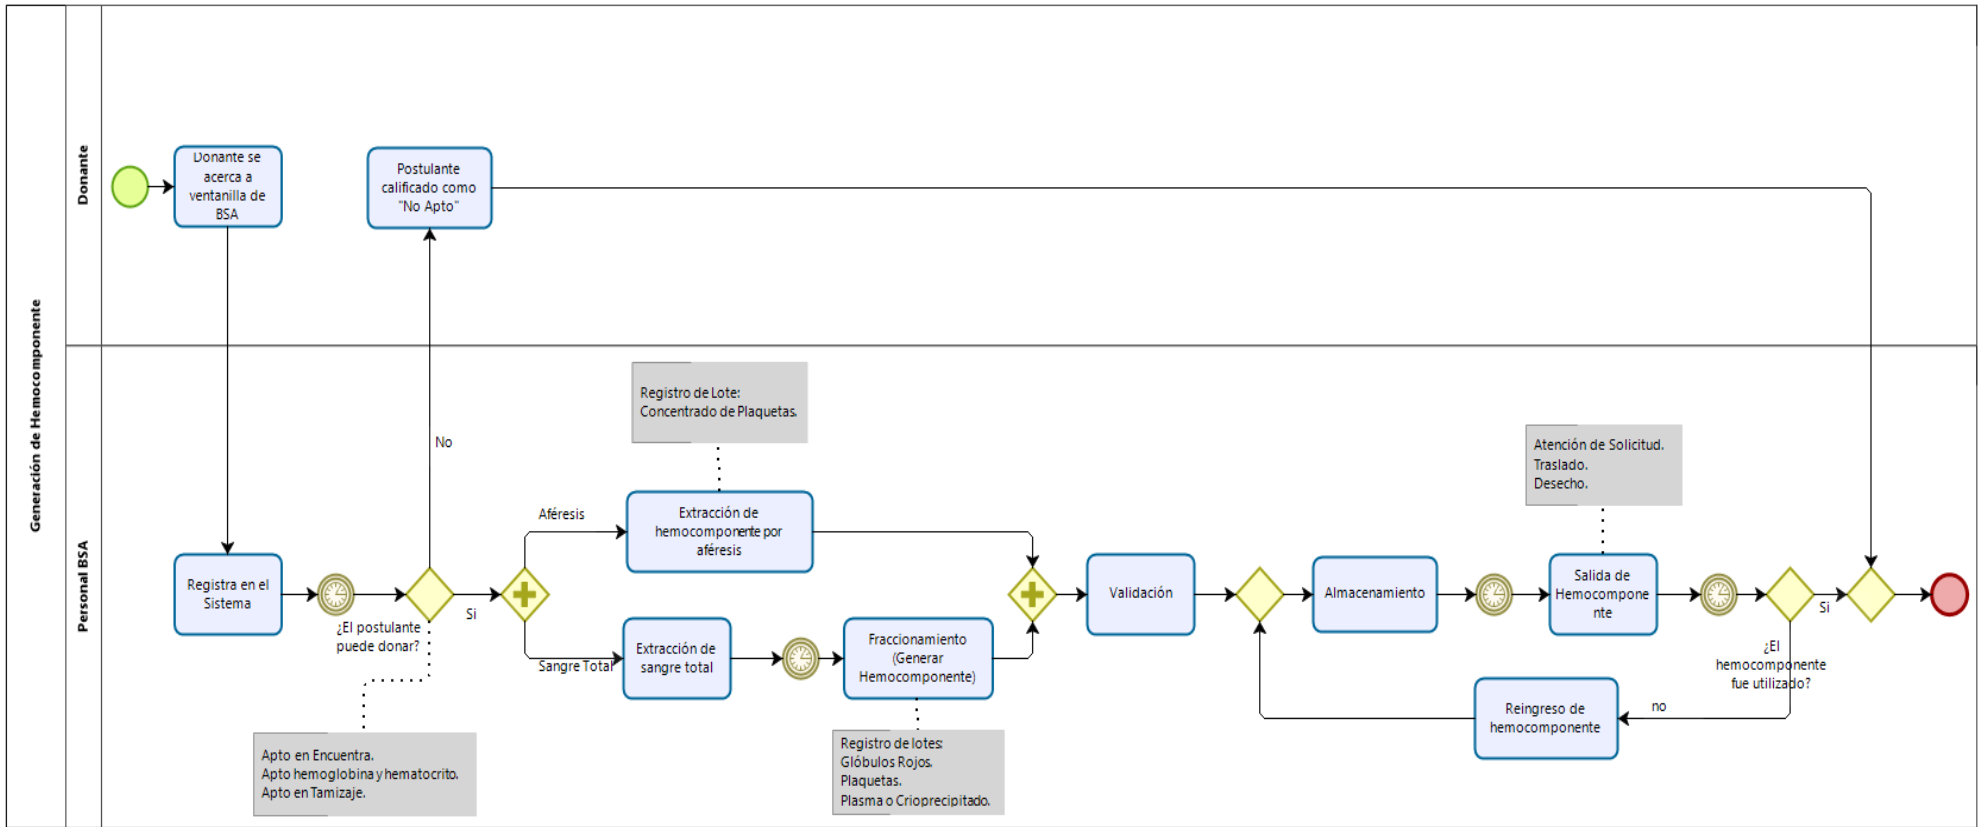 Generación de Hemocomponente
Donante
Donante se
acerca a
ventanilla de
BSA
Postulante
calificado como
"No Apto"
Personal BSA
Registra en el
Sistema
¿El postulante
puede donar?
No
Si
Apto en Encuentra.
Apto hemoglobina y hematocrito.
Apto en Tamizaje.
Aféresis
Sangre Total
Registro de Lote:
Concentrado de Plaquetas.
Extracción de
hemocomponente por
aféresis
Extracción de
sangre total
Fraccionamiento
(Generar
Hemocomponente)
Registro de lotes:
Glóbulos Rojos.
Plaquetas.
Plasma o Crioprecipitado.
Validación
Almacenamiento
Atención de Solicitud.
Traslado.
Desecho.
Salida de
Hemocompone
nte
Si
¿El
hemocomponente
fue utilizado?
no
Reingreso de
hemocomponente